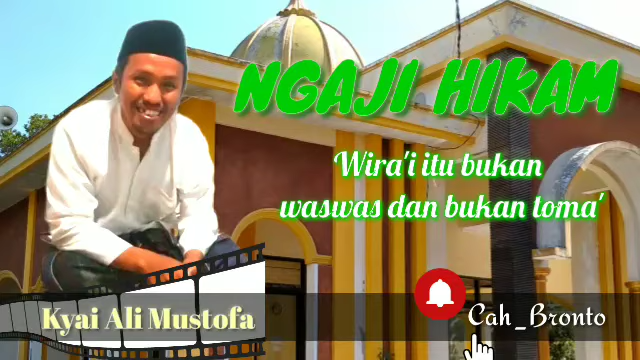 NGAJI HIKAM
Wira'i itu bukan
waswas dan bukan toma'
Kyai Ali Mustofa
Cah_Bronto